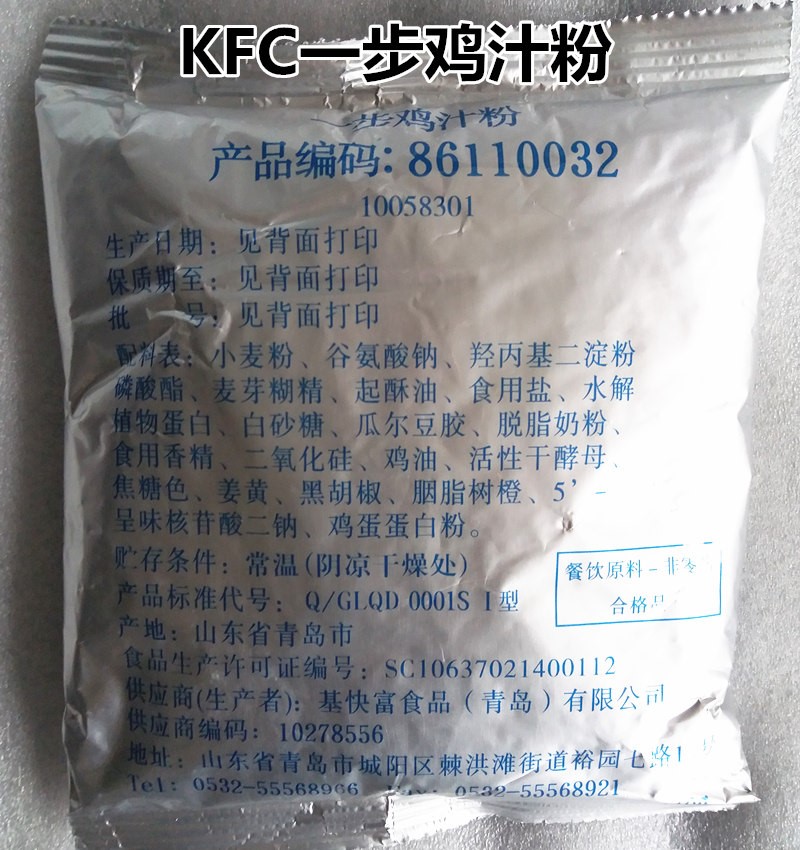 KFC一步鸡汁粉
一步鸡汁粉
产品编码: 86110032
10058301
生产日期: 见背面打印
保质期至: 见背面打印
批 号: 见背面打印
配料表: 小麦粉、谷氨酸钠、羟丙基二淀粉
磷酸酯、麦芽糊精、起酥油、食用盐、水解
植物蛋白、白砂糖、瓜尔豆胶、脱脂奶粉、
食用香精、二氧化硅、鸡油、活性干酵母、
焦糖色、姜黄、黑胡椒、胭脂树橙、5’-
呈味核苷酸二钠、鸡蛋蛋白粉。
贮存条件: 常温(阴凉干燥处)
餐饮原料-非零
合格品
产品标准代号: Q/GLQD 0001S I型
产地: 山东省青岛市
食品生产许可证编号: SC10637021400112
供应商(生产者): 基快富食品(青岛)有限公司
供应商编码: 10278556
地址: 山东省青岛市城阳区棘洪滩街道裕园七路1
Tel: 0532-55568966 Fax: 0532-55568921